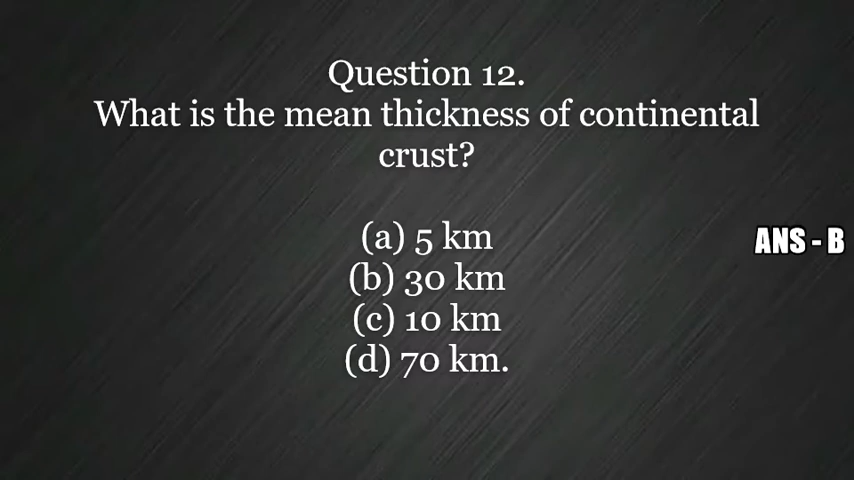 Question 12.
What is the mean thickness of continental
crust?
(a) 5 km
(b) 30 km
(c) 10 km
(d) 70 km.
ANS - B